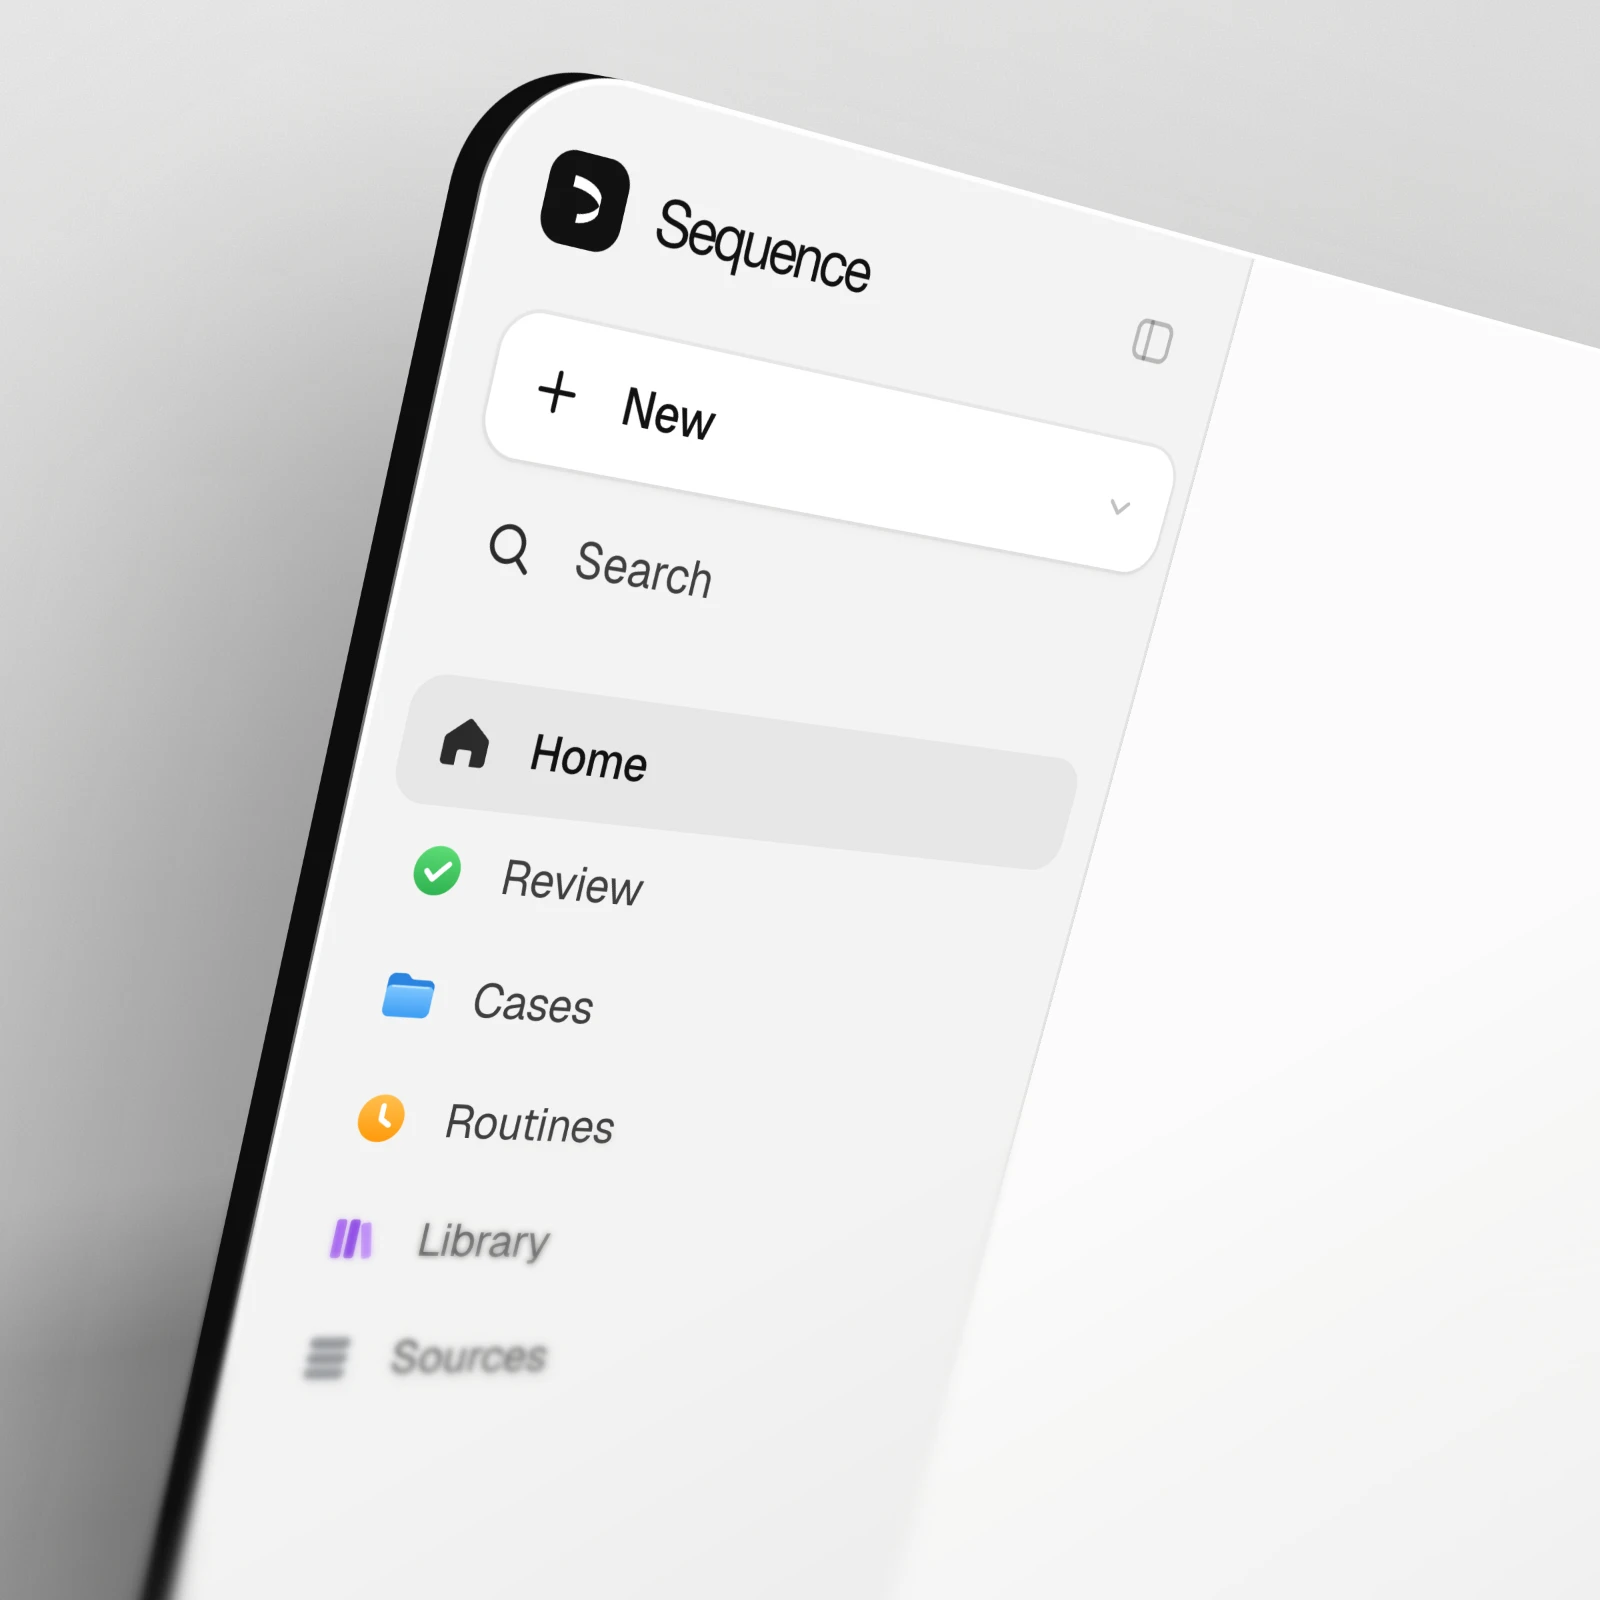 Sequence
New
Search
Home
Review
Cases
Routines
Library
Sources